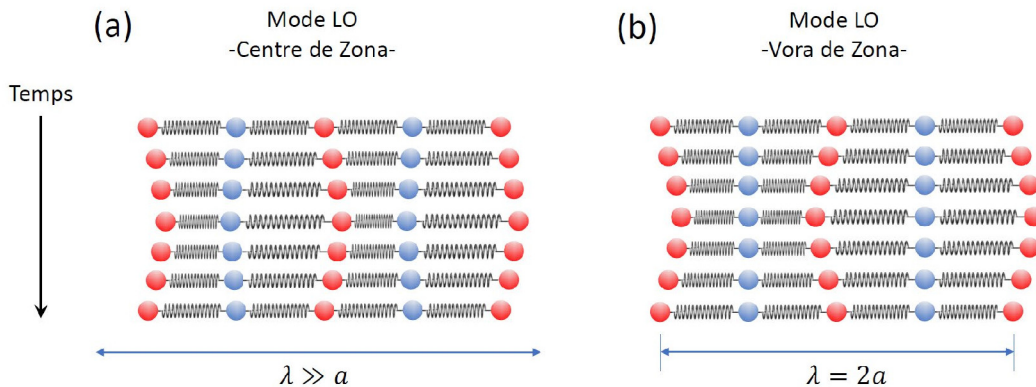 (a)
Mode LO
-Centre de Zona-
Temps
λ ≫ a
(b)
Mode LO
-Vora de Zona-
λ = 2a